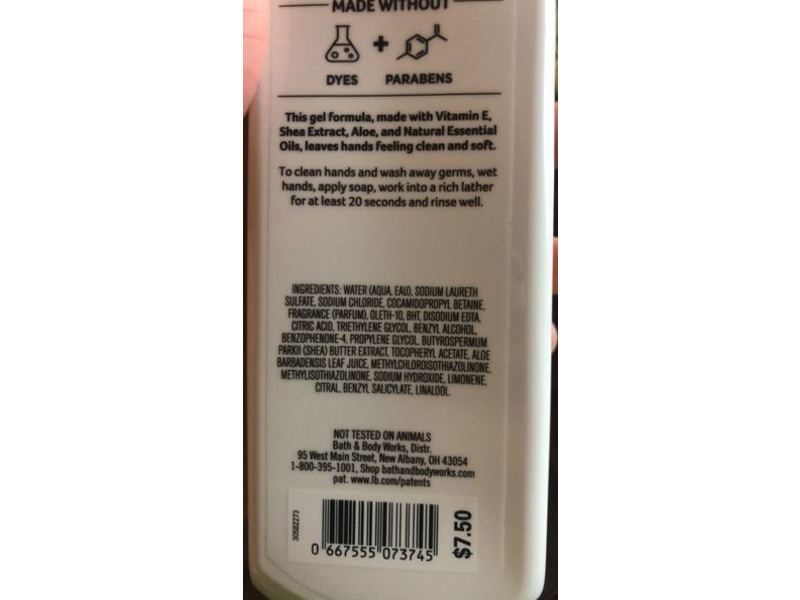 MADE WITHOUT
+
DYES PARABENS
This gel formula, made with Vitamin E,
Shea Extract, Aloe, and Natural Essential
Oils, leaves hands feeling clean and soft.
To clean hands and wash away germs, wet
hands, apply soap, work into a rich lather
for at least 20 seconds and rinse well.
INGREDIENTS: WATER (AQUA, EAU), SODIUM LAURETH
SULFATE, SODIUM CHLORIDE, COCAMIDOPROPYL BETAINE,
FRAGRANCE (PARFUM), OLETH-10, BHT, DISODIUM EDTA,
CITRIC ACID, TRIETHYLENE GLYCOL, BENZYL ALCOHOL,
BENZOPHENONE-4, PROPYLENE GLYCOL, BUTYROSPERMUM
PARKII (SHEA) BUTTER EXTRACT, TOCOPHERYL ACETATE, ALOE
BARBADENSIS LEAF JUICE, METHYLCHLOROISOTHIAZOLINONE,
METHYLISOTHIAZOLINONE, SODIUM HYDROXIDE, LIMONENE,
CITRAL, BENZYL SALICYLATE, LINALOOL.
NOT TESTED ON ANIMALS
Bath & Body Works, Distr.
95 West Main Street, New Albany, OH 43054
1-800-395-1001, Shop bathandbodyworks.com
pat. www.lb.com/patents
30582273
0 667555 073745
$7.50